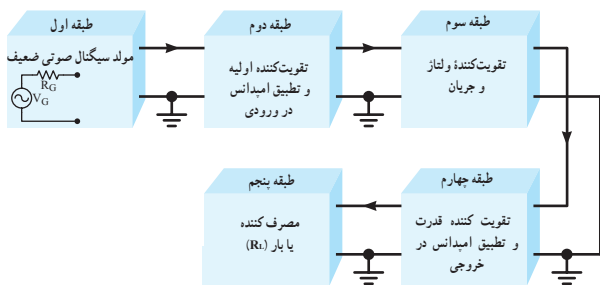 طبقه اول
مولد سیگنال صوتی ضعیف
RG
VG
طبقه دوم
تقویت‌کننده اولیه
و تطبیق امپدانس
در ورودی
طبقه سوم
تقویت‌کنندهٔ ولتاژ
و جریان
طبقه چهارم
تقویت کننده قدرت
و تطبیق امپدانس در
خروجی
طبقه پنجم
مصرف کننده
یا بار (RL)